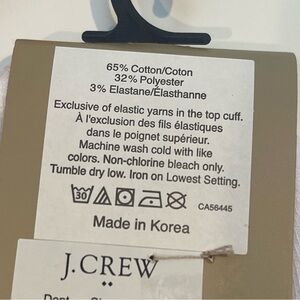 65% Cotton/Coton
32% Polyester
3% Elastane/Élasthanne
Exclusive of elastic yarns in the top cuff.
À l'exclusion des fils élastiques
dans le poignet supérieur.
Machine wash cold with like
colors. Non-chlorine bleach only.
Tumble dry low. Iron on Lowest Setting.
30
CA56445
Made in Korea
J.CREW